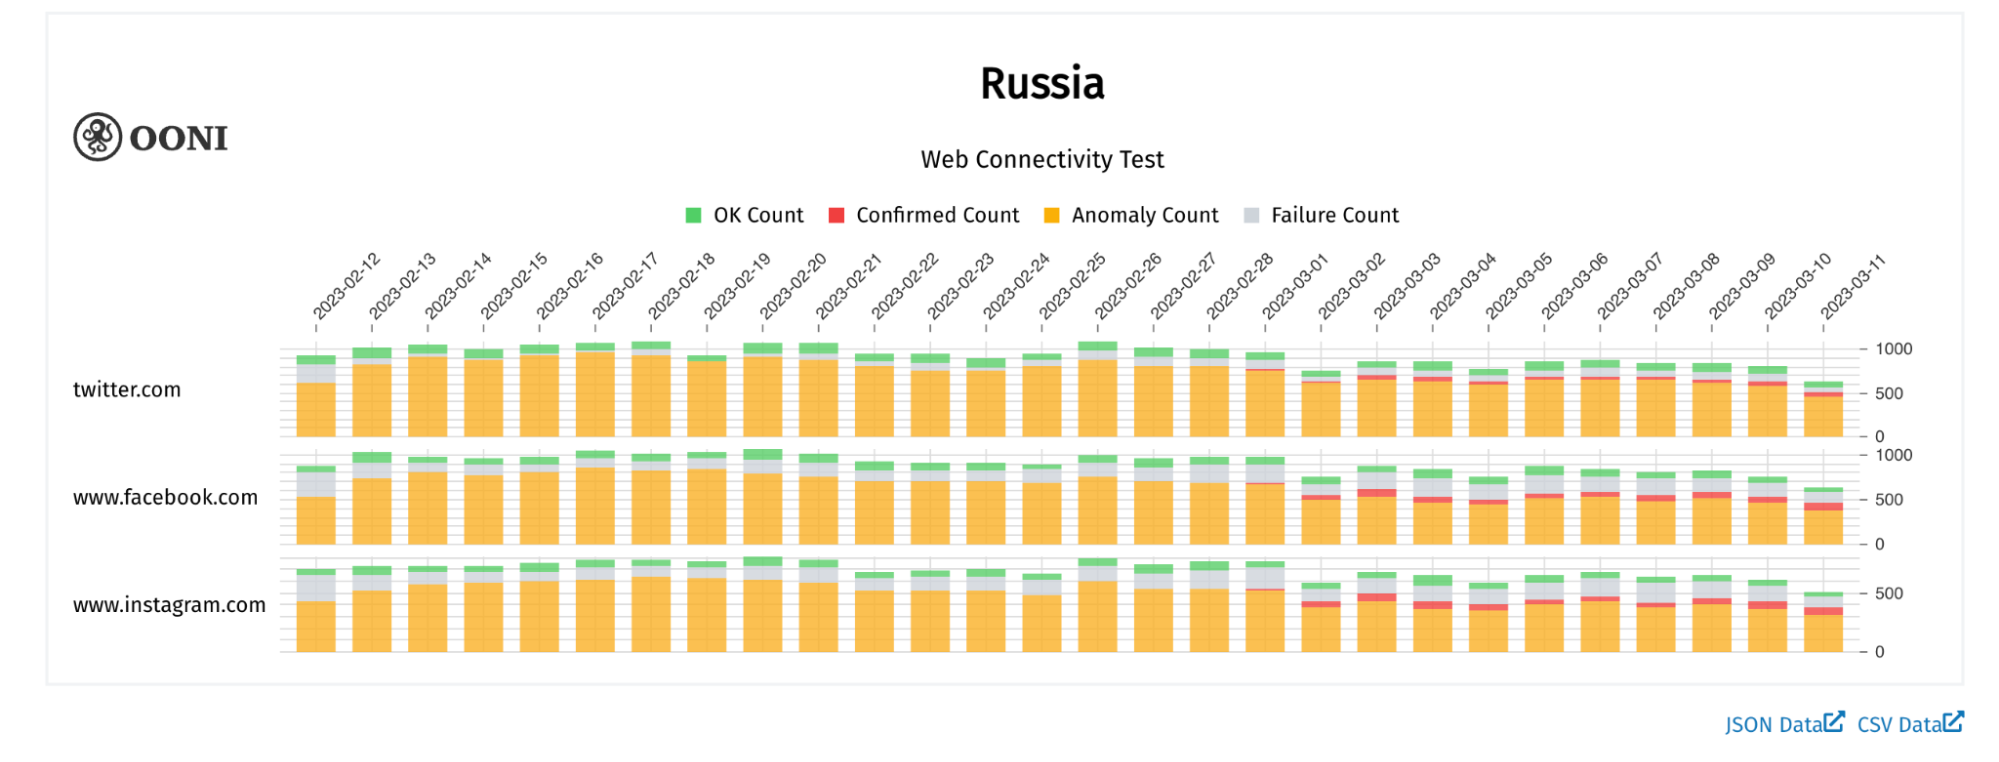 Russia
OONI
Web Connectivity Test
OK Count Confirmed Count Anomaly Count Failure Count
2023-02-12 2023-02-13 2023-02-14 2023-02-15 2023-02-16 2023-02-17 2023-02-18 2023-02-19 2023-02-20 2023-02-21 2023-02-22 2023-02-23 2023-02-24 2023-02-25 2023-02-26 2023-02-27 2023-02-28 2023-03-01 2023-03-02 2023-03-03 2023-03-04 2023-03-05 2023-03-06 2023-03-07 2023-03-08 2023-03-09 2023-03-10 2023-03-11
1000
twitter.com
500
0
1000
www.facebook.com
500
0
500
www.instagram.com
0
JSON Data CSV Data